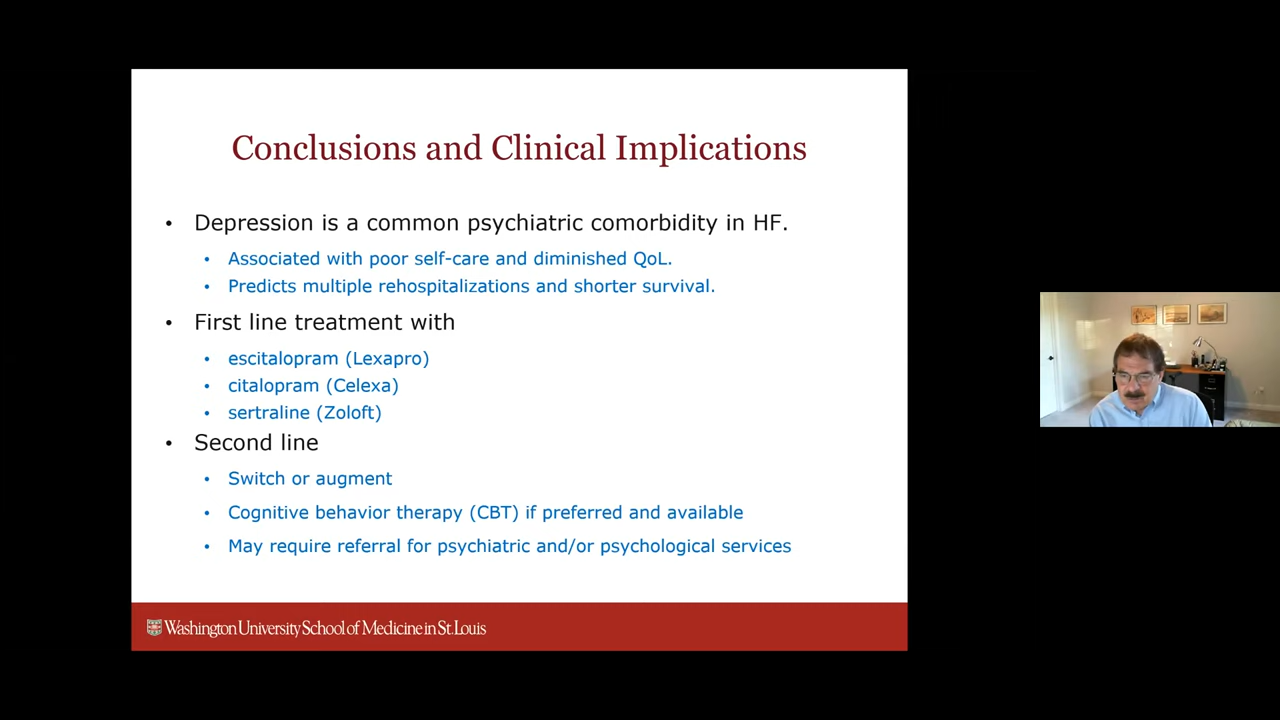 Conclusions and Clinical Implications
• Depression is a common psychiatric comorbidity in HF.
• Associated with poor self-care and diminished QoL.
• Predicts multiple rehospitalizations and shorter survival.
• First line treatment with
• escitalopram (Lexapro)
• citalopram (Celexa)
• sertraline (Zoloft)
• Second line
• Switch or augment
• Cognitive behavior therapy (CBT) if preferred and available
• May require referral for psychiatric and/or psychological services
Washington University School of Medicine in St. Louis